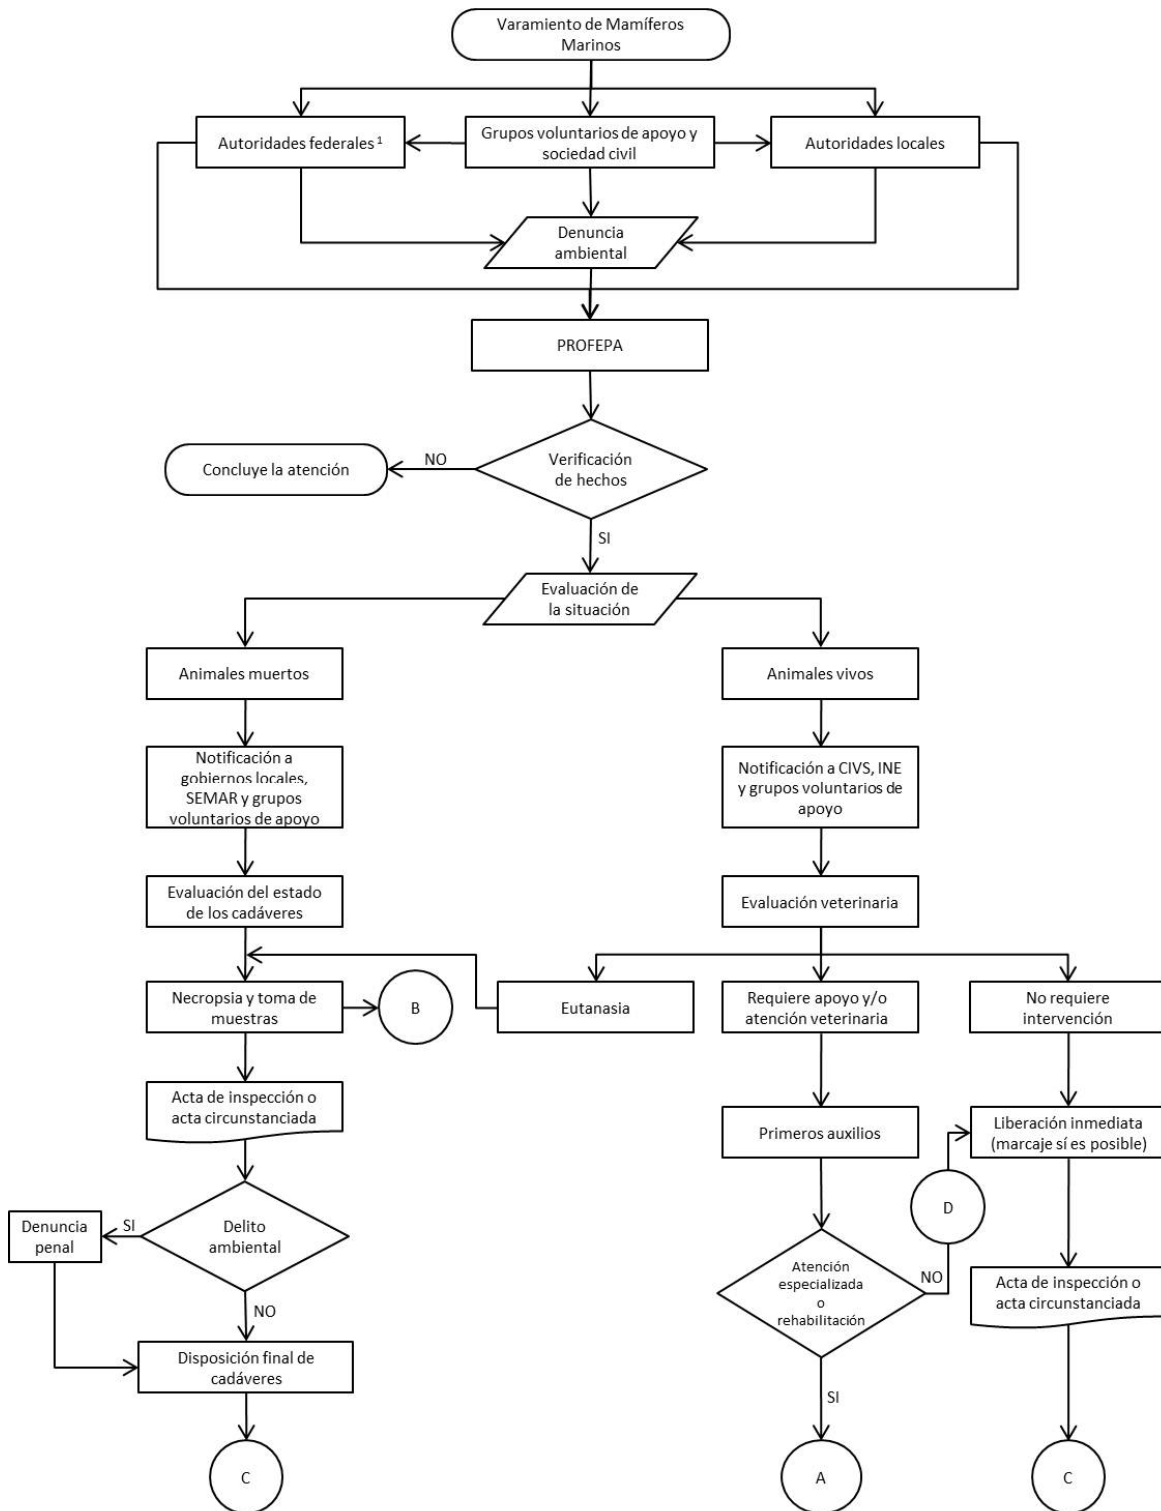 Varamiento de Mamíferos
Marinos
Autoridades federales 1
Grupos voluntarios de apoyo y
sociedad civil
Autoridades locales
Denuncia
ambiental
PROFEPA
Verificación
de hechos
NO
Concluye la atención
SI
Evaluación de
la situación
Animales muertos
Animales vivos
Notificación a
gobiernos locales,
SEMAR y grupos
voluntarios de apoyo
Notificación a CIVS, INE
y grupos voluntarios de
apoyo
Evaluación del estado
de los cadáveres
Evaluación veterinaria
Necropsia y toma de
muestras
B
Eutanasia
Requiere apoyo y/o
atención veterinaria
No requiere
intervención
Acta de inspección o
acta circunstanciada
Primeros auxilios
Liberación inmediata
(marcaje sí es posible)
D
Denuncia
penal
SI
Delito
ambiental
NO
Atención
especializada
o
rehabilitación
NO
Acta de inspección o
acta circunstanciada
Disposición final de
cadáveres
SI
C
A
C